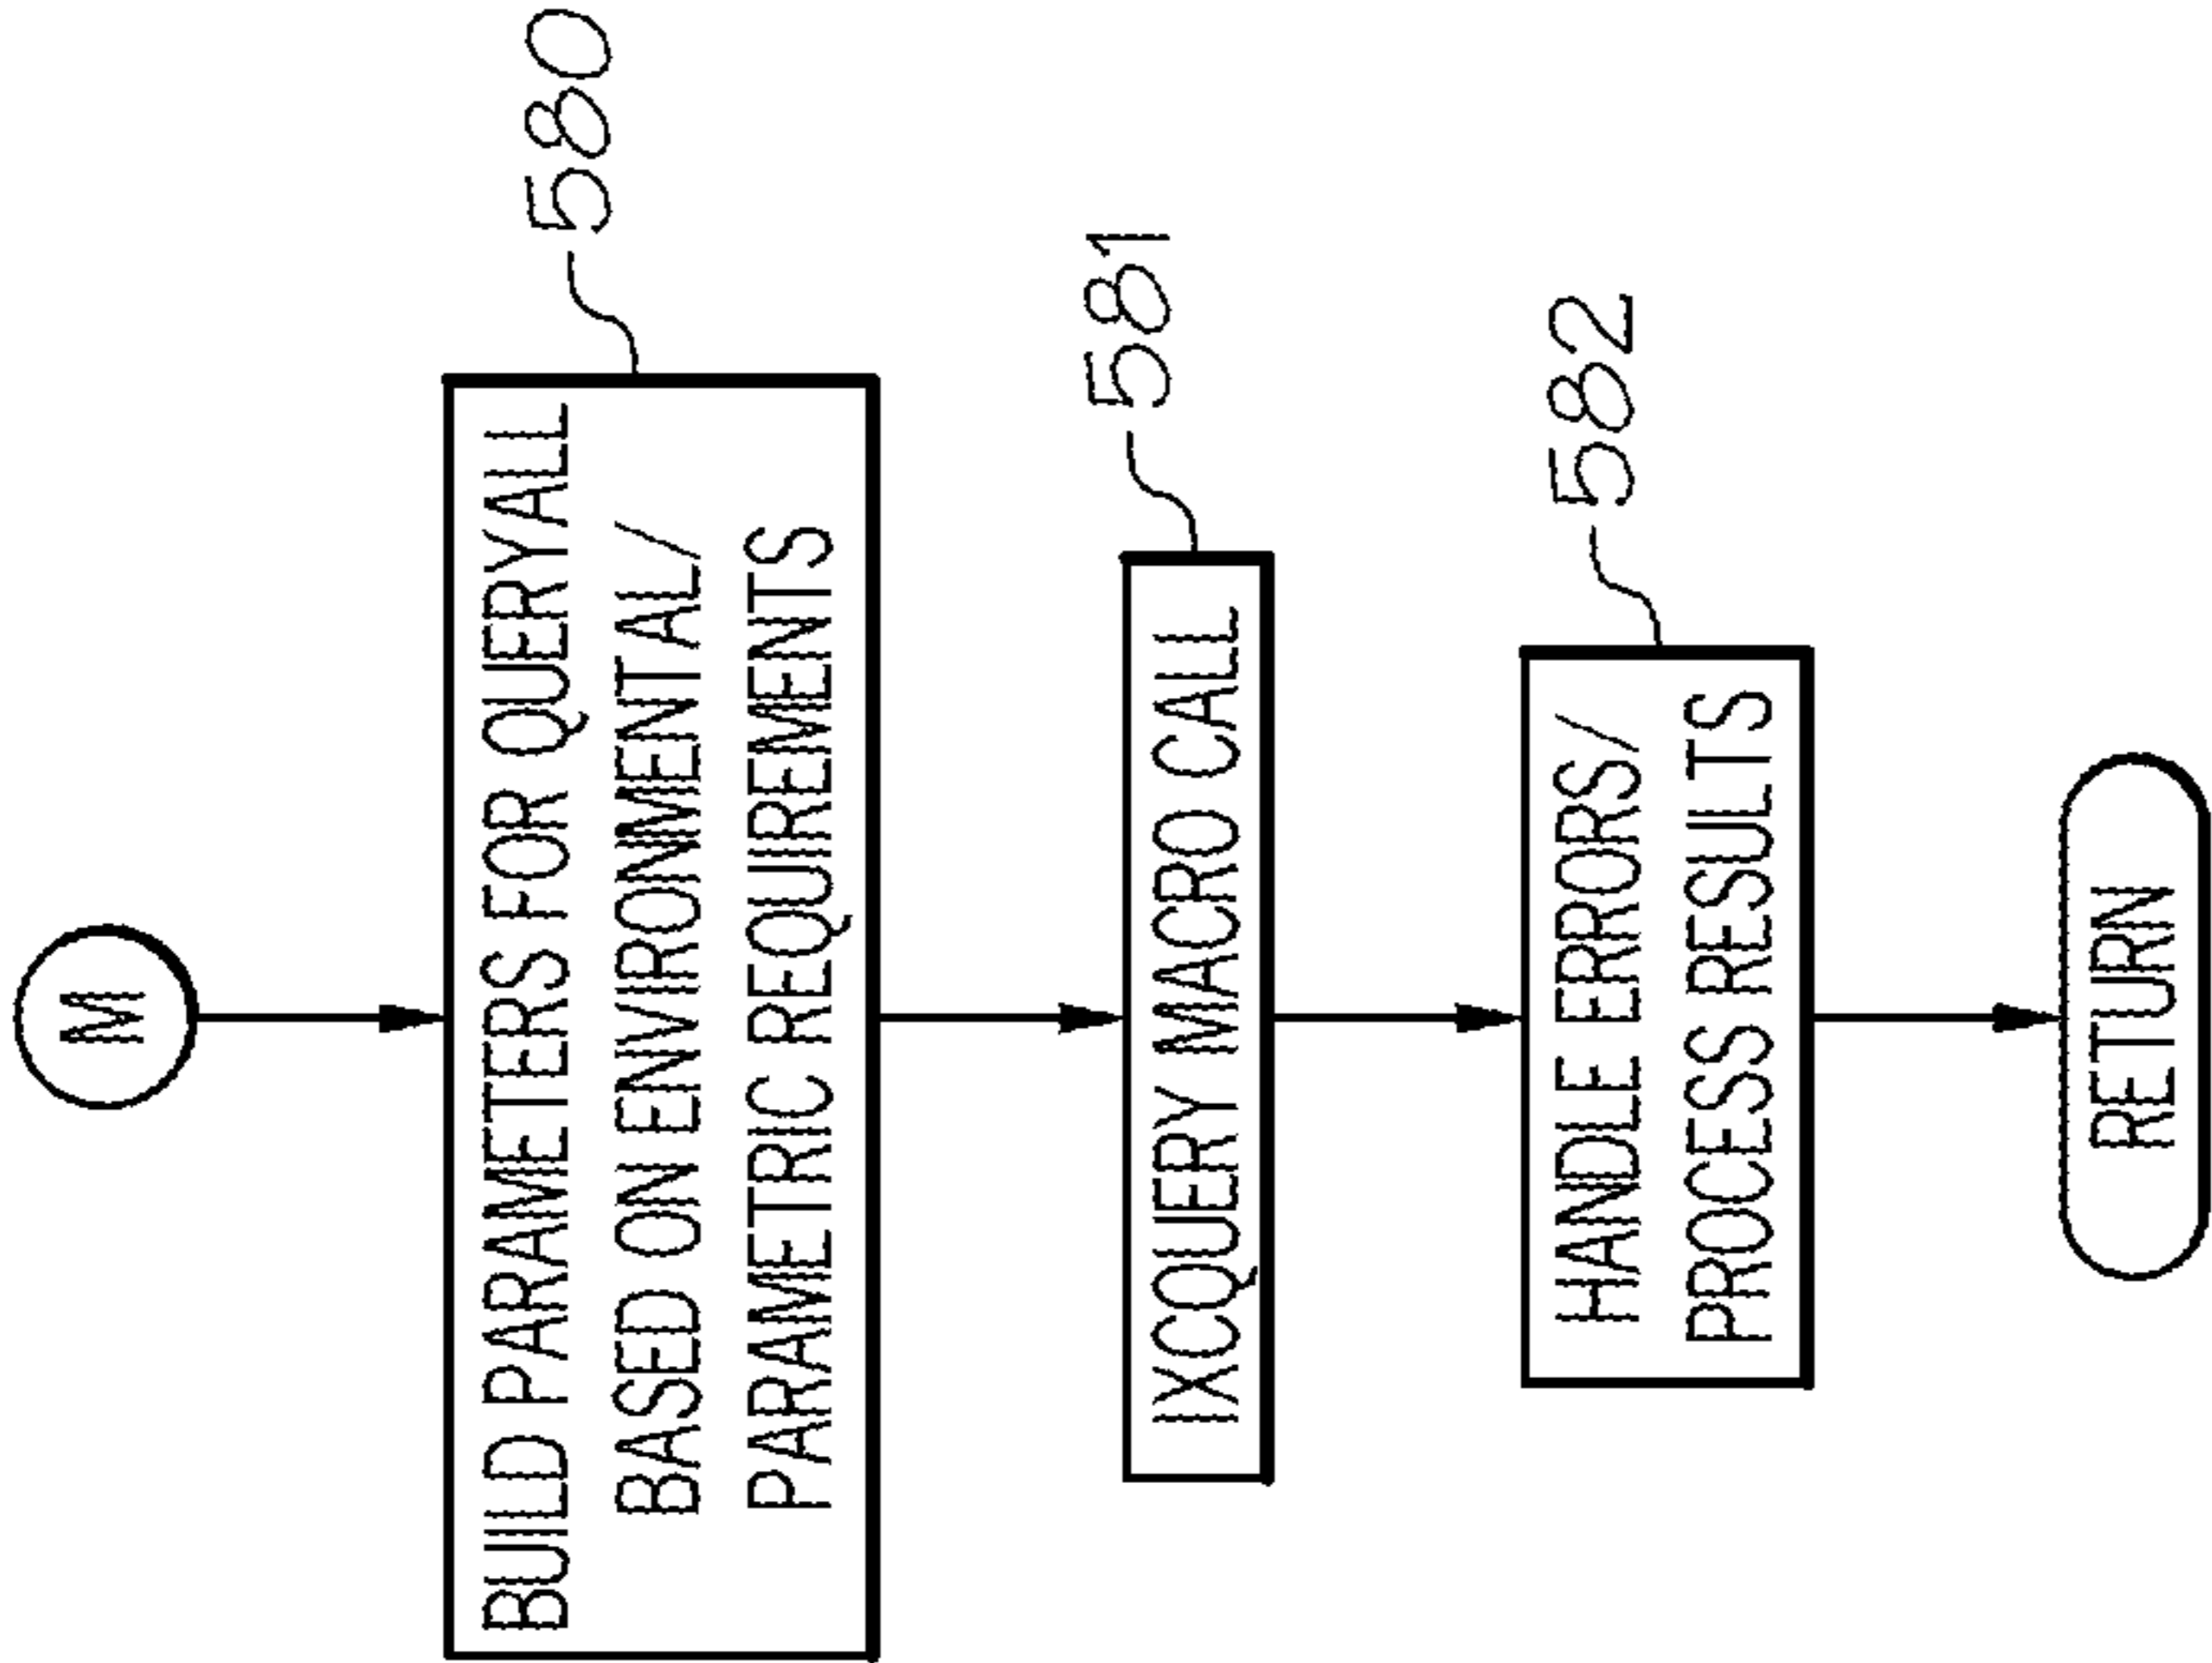 M
BUILD PARAMETERS FOR QUERYALL
BASED ON ENVIRONMENTAL/
PARAMETRIC REQUIREMENTS
580
IXCQUERY MACRO CALL
581
HANDLE ERRORS/
PROCESS RESULTS
582
RETURN